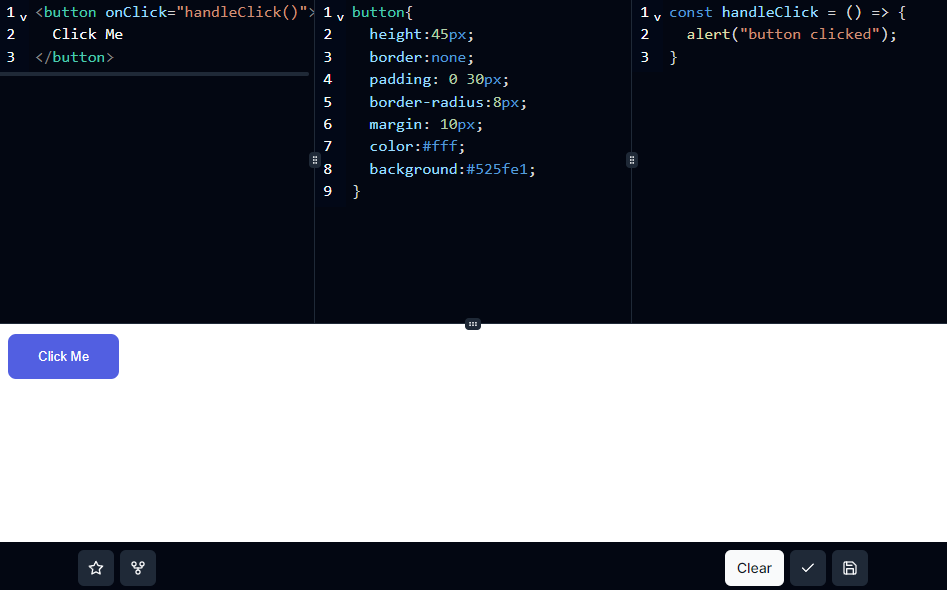 1 <button onClick="handleClick()">
2   Click Me
3 </button>
1 button{
2   height:45px;
3   border:none;
4   padding: 0 30px;
5   border-radius:8px;
6   margin: 10px;
7   color:#fff;
8   background:#525fe1;
9 }
1 const handleClick = () => {
2   alert("button clicked");
3 }
Click Me
Clear